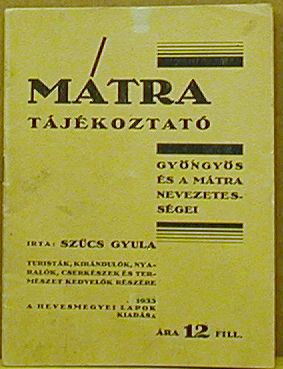 MÁTRA
TÁJÉKOZTATÓ
GYÖNGYÖS
ÉS A MÁTRA
NEVEZETES-
SÉGEI
IRTA: SZŰCS GYULA
TURISTÁK, KIRÁNDULÓK, NYA-
RALÓK, CSERKÉSZEK ÉS TER-
MÉSZET KEDVELŐK RÉSZÉRE
1933
A HEVESMEGYEI LAPOK
KIADÁSA
ÁRA 12 FILL.